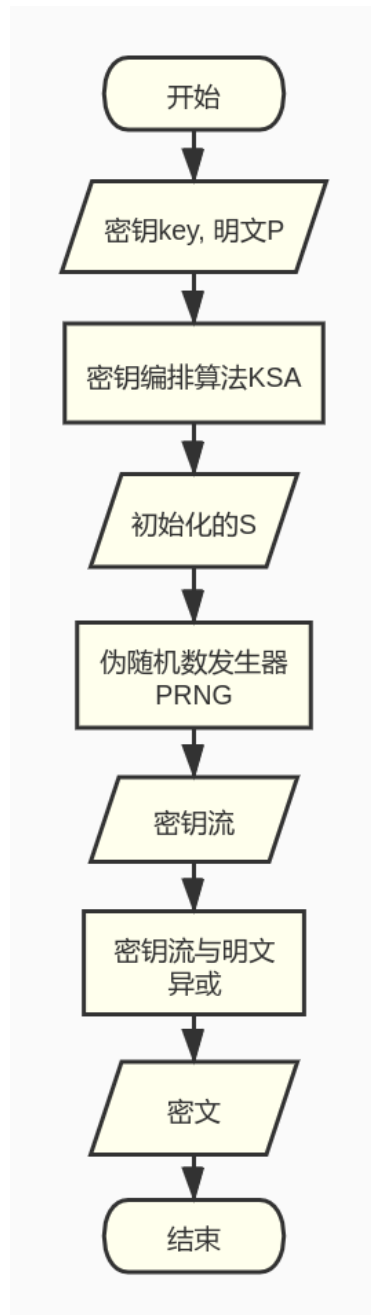 开始
密钥key, 明文P
密钥编排算法KSA
初始化的S
伪随机数发生器
PRNG
密钥流
密钥流与明文
异或
密文
结束